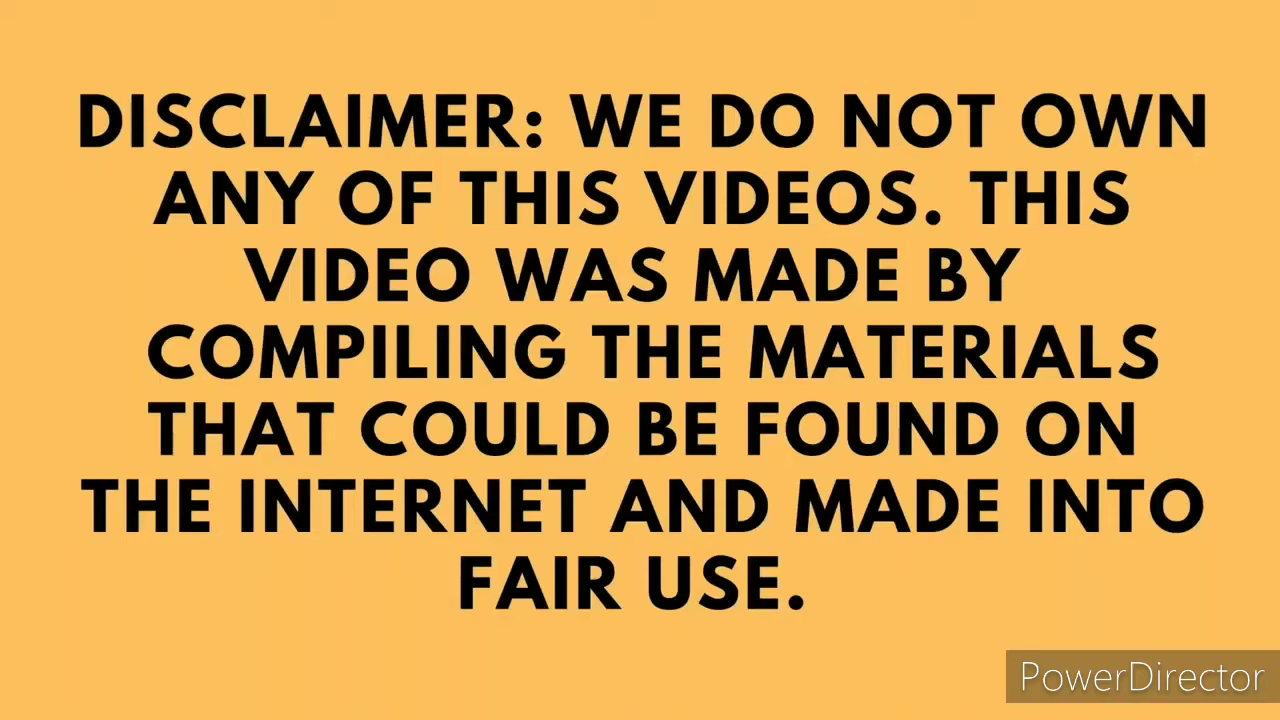 DISCLAIMER: WE DO NOT OWN
ANY OF THIS VIDEOS. THIS
VIDEO WAS MADE BY
COMPILING THE MATERIALS
THAT COULD BE FOUND ON
THE INTERNET AND MADE INTO
FAIR USE.
PowerDirector